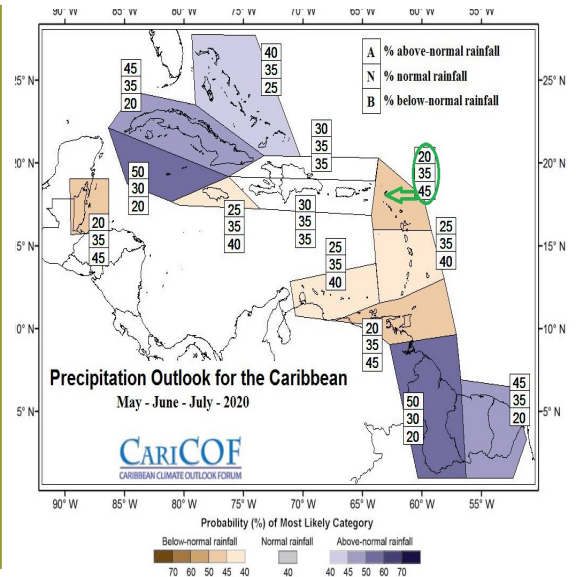 90° W 85° W 80° W 75° W 70° W 65° W 60° W 55° W
25° N
20° N
15° N
10° N
5° N
A % above-normal rainfall
N % normal rainfall
B % below-normal rainfall
40
35
25
45
35
20
30
35
35
20
35
45
50
30
20
20
35
45
25
35
40
30
35
35
25
35
40
25
35
40
20
35
45
45
35
20
50
30
20
Precipitation Outlook for the Caribbean
May - June - July - 2020
CARICOF
CARIBBEAN CLIMATE OUTLOOK FORUM
90° W 85° W 80° W 75° W 70° W 65° W 60° W 55° W
Probability (%) of Most Likely Category
Below-normal rainfall Normal rainfall Above-normal rainfall
70 60 50 45 40 40 40 45 50 60 70